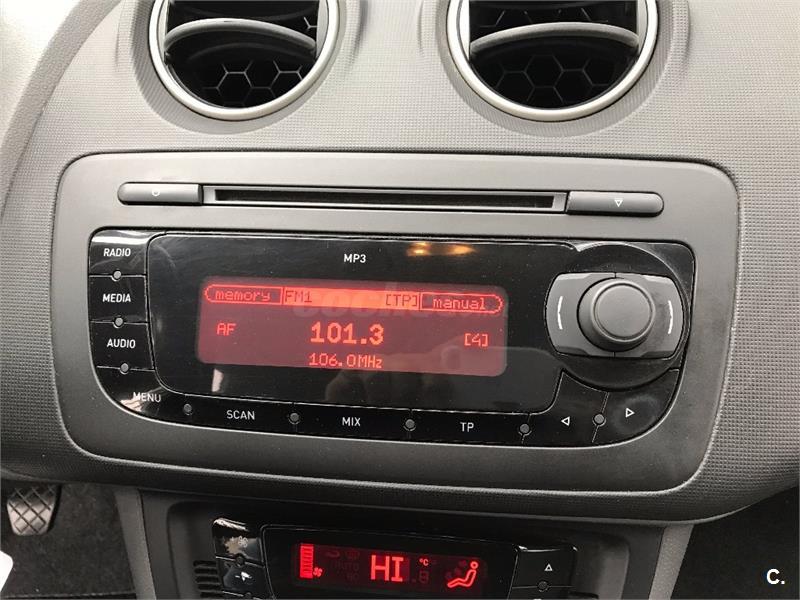 MP3
RADIO
MEDIA
AUDIO
memory FM1 [TP] manual
AF 101.3 [4]
106.0MHz
MENU SCAN MIX TP
HI °C
C.